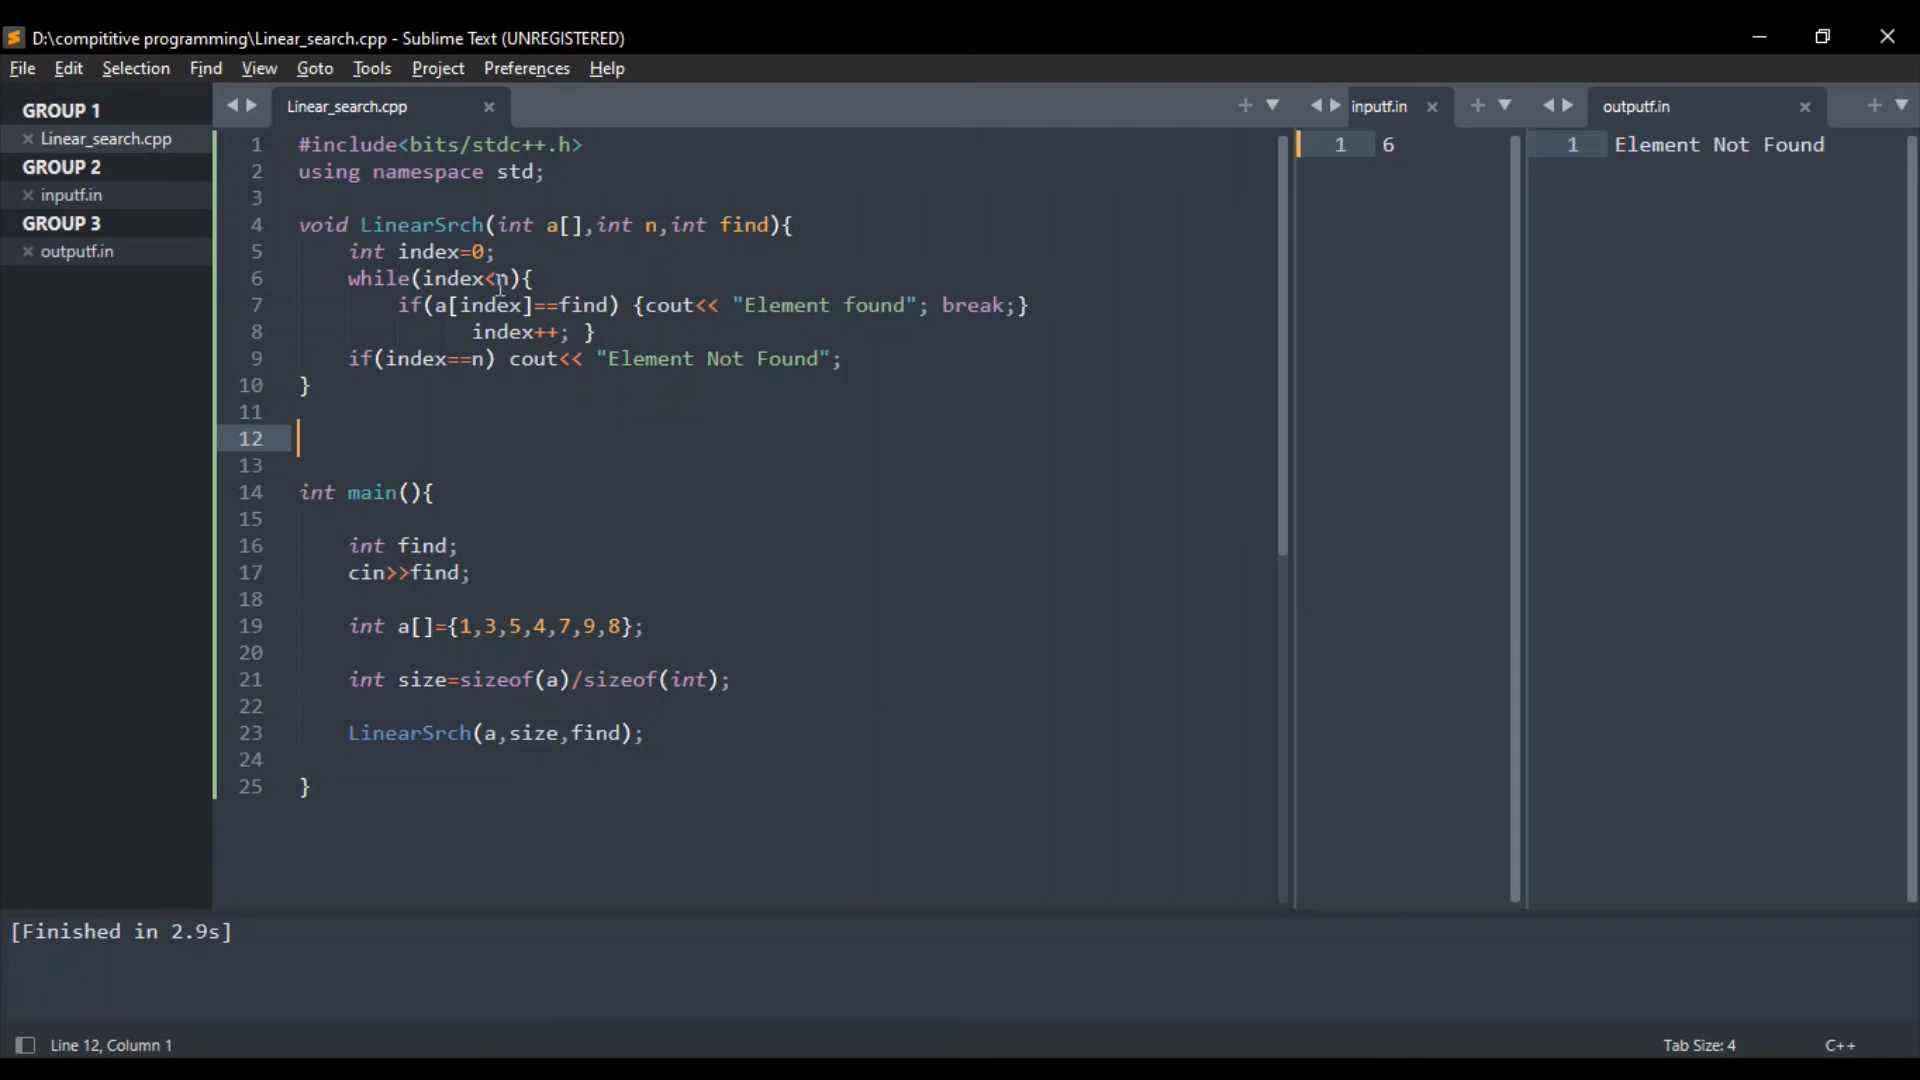 D:\compititive programming\Linear_search.cpp - Sublime Text (UNREGISTERED)
File Edit Selection Find View Goto Tools Project Preferences Help
GROUP 1
Linear_search.cpp
GROUP 2
inputf.in
GROUP 3
outputf.in
Linear_search.cpp
1 #include<bits/stdc++.h>
2 using namespace std;
3
4 void LinearSrch(int a[],int n,int find){
5 int index=0;
6 while(index<n){
7 if(a[index]==find) {cout<< "Element found"; break;}
8 index++; }
9 if(index==n) cout<< "Element Not Found";
10 }
11
12
13
14 int main(){
15
16 int find;
17 cin>>find;
18
19 int a[]={1,3,5,4,7,9,8};
20
21 int size=sizeof(a)/sizeof(int);
22
23 LinearSrch(a,size,find);
24
25 }
inputf.in
1 6
outputf.in
1 Element Not Found
[Finished in 2.9s]
Line 12, Column 1
Tab Size: 4
C++